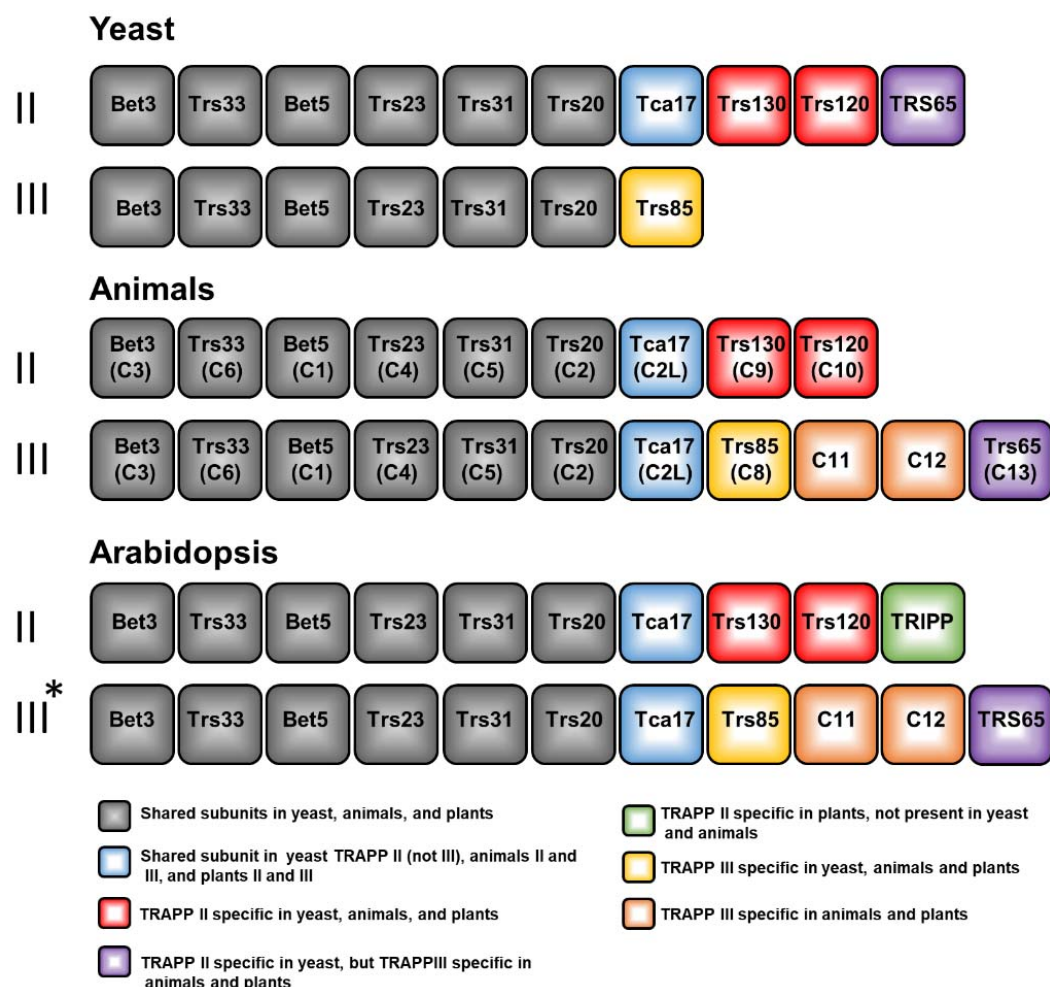 Yeast
II
Bet3 Trs33 Bet5 Trs23 Trs31 Trs20 Tca17 Trs130 Trs120 TRS65
III
Bet3 Trs33 Bet5 Trs23 Trs31 Trs20 Trs85
Animals
II
Bet3 Trs33 Bet5 Trs23 Trs31 Trs20 Tca17 Trs130 Trs120
(C3) (C6) (C1) (C4) (C5) (C2) (C2L) (C9) (C10)
III
Bet3 Trs33 Bet5 Trs23 Trs31 Trs20 Tca17 Trs85 C11 C12 Trs65
(C3) (C6) (C1) (C4) (C5) (C2) (C2L) (C8) (C13)
Arabidopsis
II
Bet3 Trs33 Bet5 Trs23 Trs31 Trs20 Tca17 Trs130 Trs120 TRIPP
III*
Bet3 Trs33 Bet5 Trs23 Trs31 Trs20 Tca17 Trs85 C11 C12 TRS65
Shared subunits in yeast, animals, and plants
Shared subunit in yeast TRAPP II (not III), animals II and
III, and plants II and III
TRAPP II specific in yeast, animals, and plants
TRAPP II specific in yeast, but TRAPPIII specific in
animals and plants
TRAPP II specific in plants, not present in yeast
and animals
TRAPP III specific in yeast, animals and plants
TRAPP III specific in animals and plants